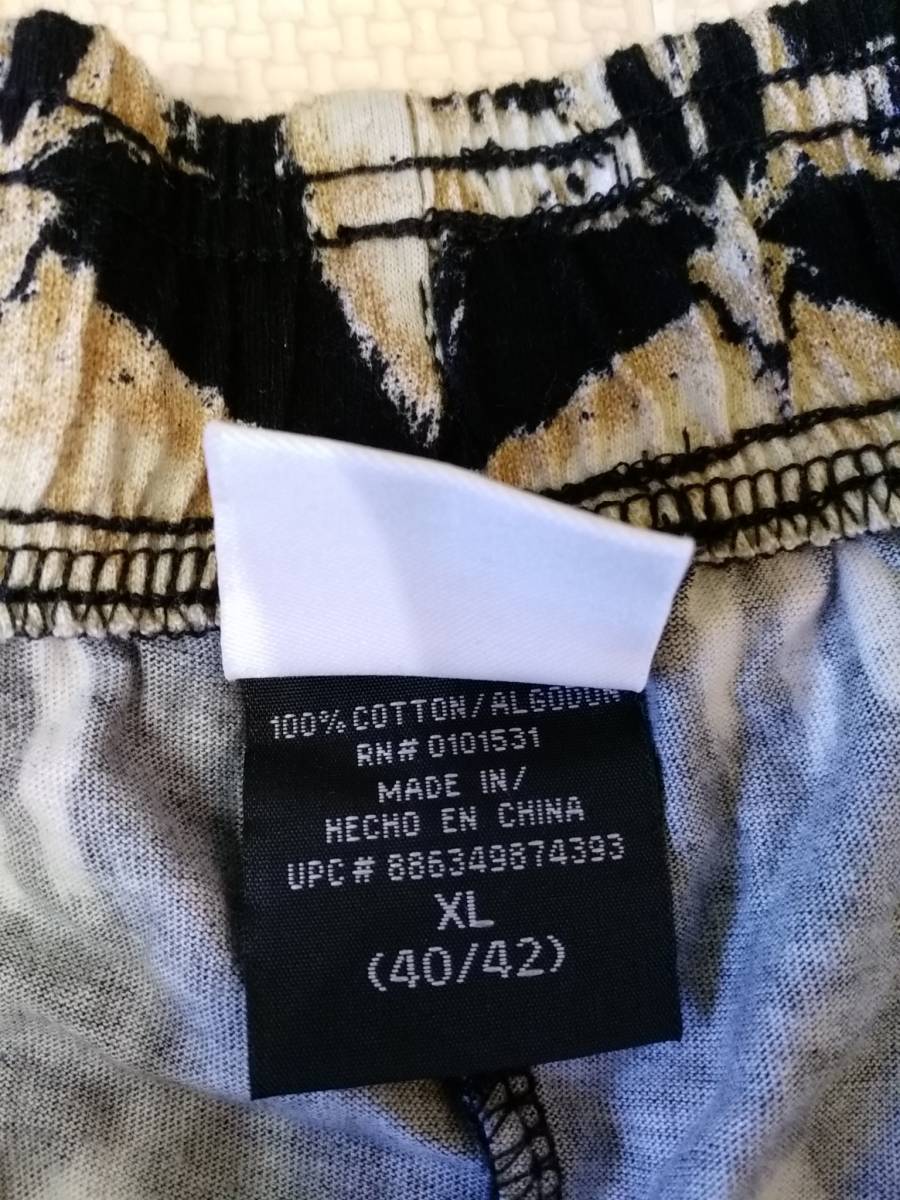 100% COTTON/ALGODON
RN# 0101531
MADE IN/
HECHO EN CHINA
UPC# 886349874393
XL
(40/42)